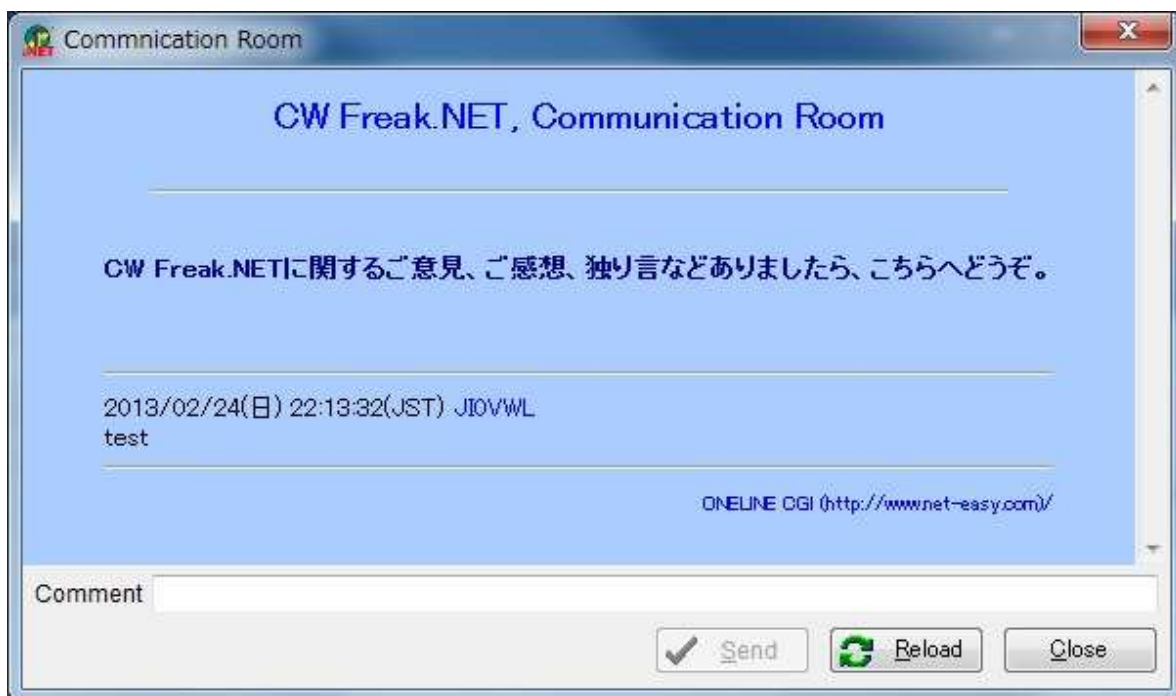 Commnication Room
CW Freak.NET, Communication Room
CW Freak.NETに関するご意見、ご感想、独り言などありましたら、こちらへどうぞ。
2013/02/24(日) 22:13:32(JST) JI0VWL
test
ONELINE CGI (http://www.net-easy.com)/
Comment
Send
Reload
Close